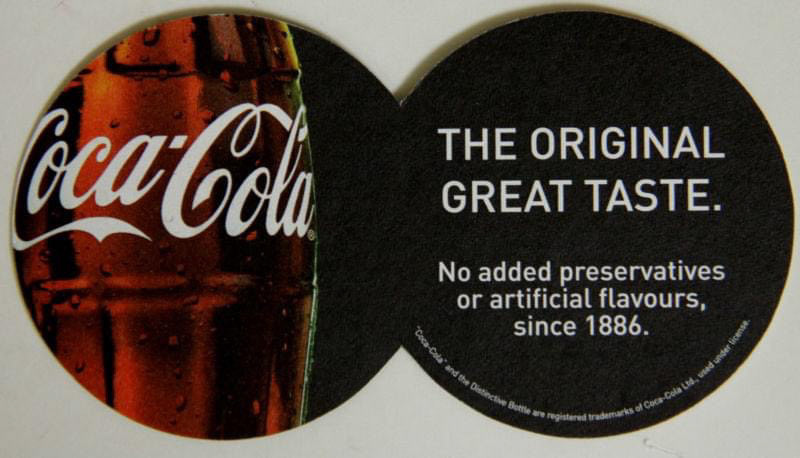 Coca-Cola®
THE ORIGINAL
GREAT TASTE.
No added preservatives
or artificial flavours,
since 1886.
"Coca-Cola" and the Distinctive Bottle are registered trademarks of Coca-Cola Ltd., used under license.